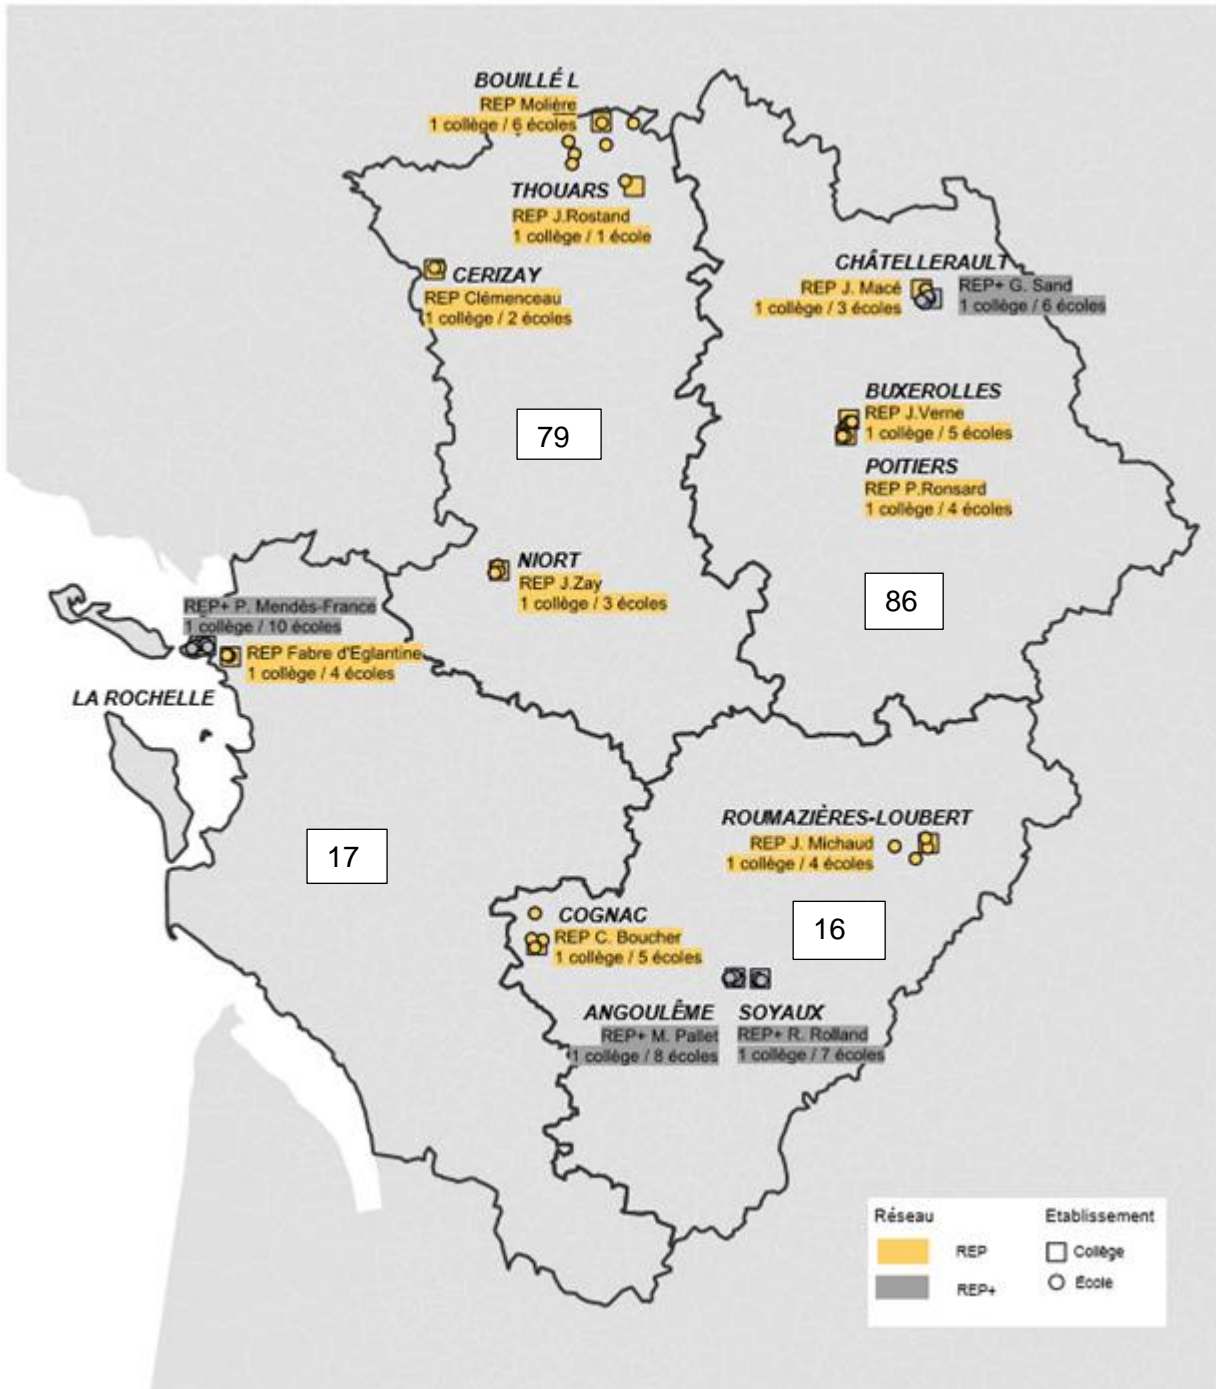 BOUILLÉ L
REP Molière
1 collège / 6 écoles
THOUARS
REP J.Rostand
1 collège / 1 école
CERIZAY
REP Clémenceau
1 collège / 2 écoles
CHÂTELLERAULT
REP J. Macé
1 collège / 3 écoles
REP+ G. Sand
1 collège / 6 écoles
79
BUXEROLLES
REP J.Verne
1 collège / 5 écoles
POITIERS
REP P.Ronsard
1 collège / 4 écoles
NIORT
REP J.Zay
1 collège / 3 écoles
86
REP+ P. Mendès-France
1 collège / 10 écoles
REP Fabre d'Eglantine
1 collège / 4 écoles
LA ROCHELLE
17
ROUMAZIÈRES-LOUBERT
REP J. Michaud
1 collège / 4 écoles
16
COGNAC
REP C. Boucher
1 collège / 5 écoles
ANGOULÊME
REP+ M. Pallet
1 collège / 8 écoles
SOYAUX
REP+ R. Rolland
1 collège / 7 écoles
Réseau
REP
REP+
Etablissement
Collège
École